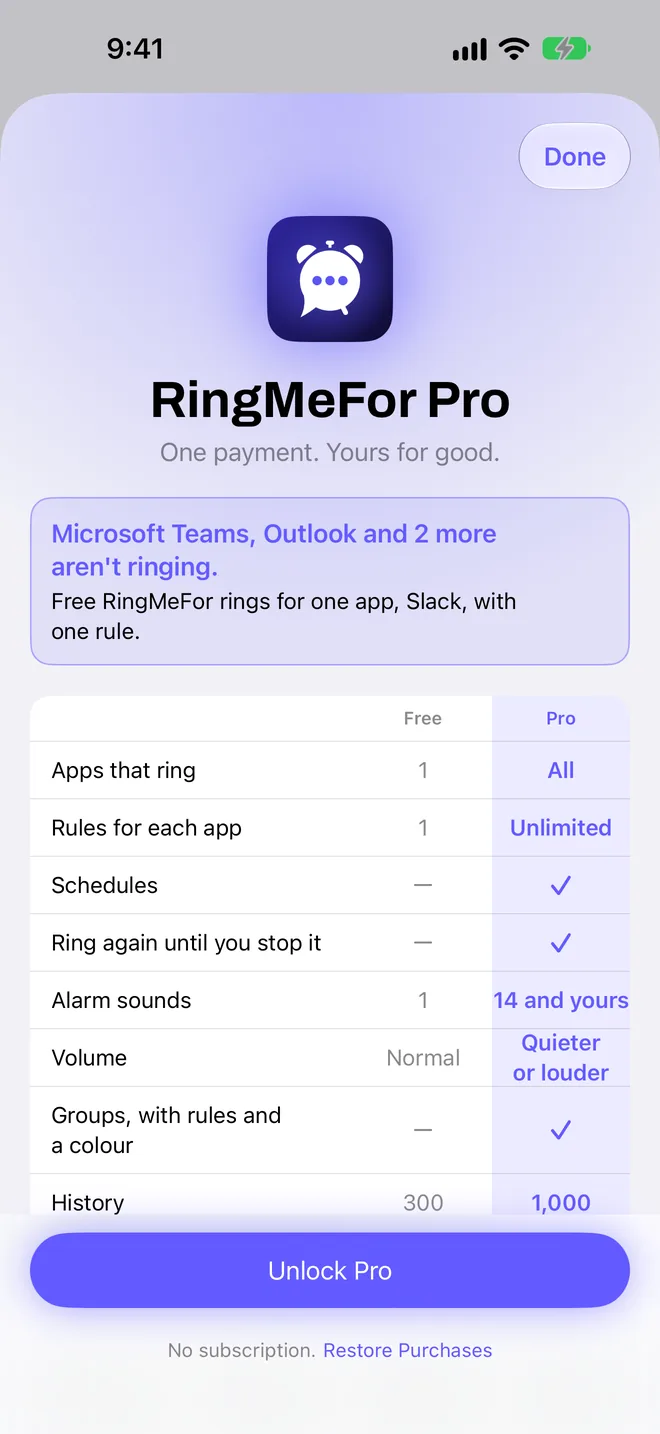 9:41
Done
RingMeFor Pro
One payment. Yours for good.
Microsoft Teams, Outlook and 2 more
aren't ringing.
Free RingMeFor rings for one app, Slack, with
one rule.
Free Pro
Apps that ring 1 All
Rules for each app 1 Unlimited
Schedules —
Ring again until you stop it —
Alarm sounds 1 14 and yours
Volume Normal Quieter
or louder
Groups, with rules and
a colour —
History 300 1,000
Unlock Pro
No subscription. Restore Purchases